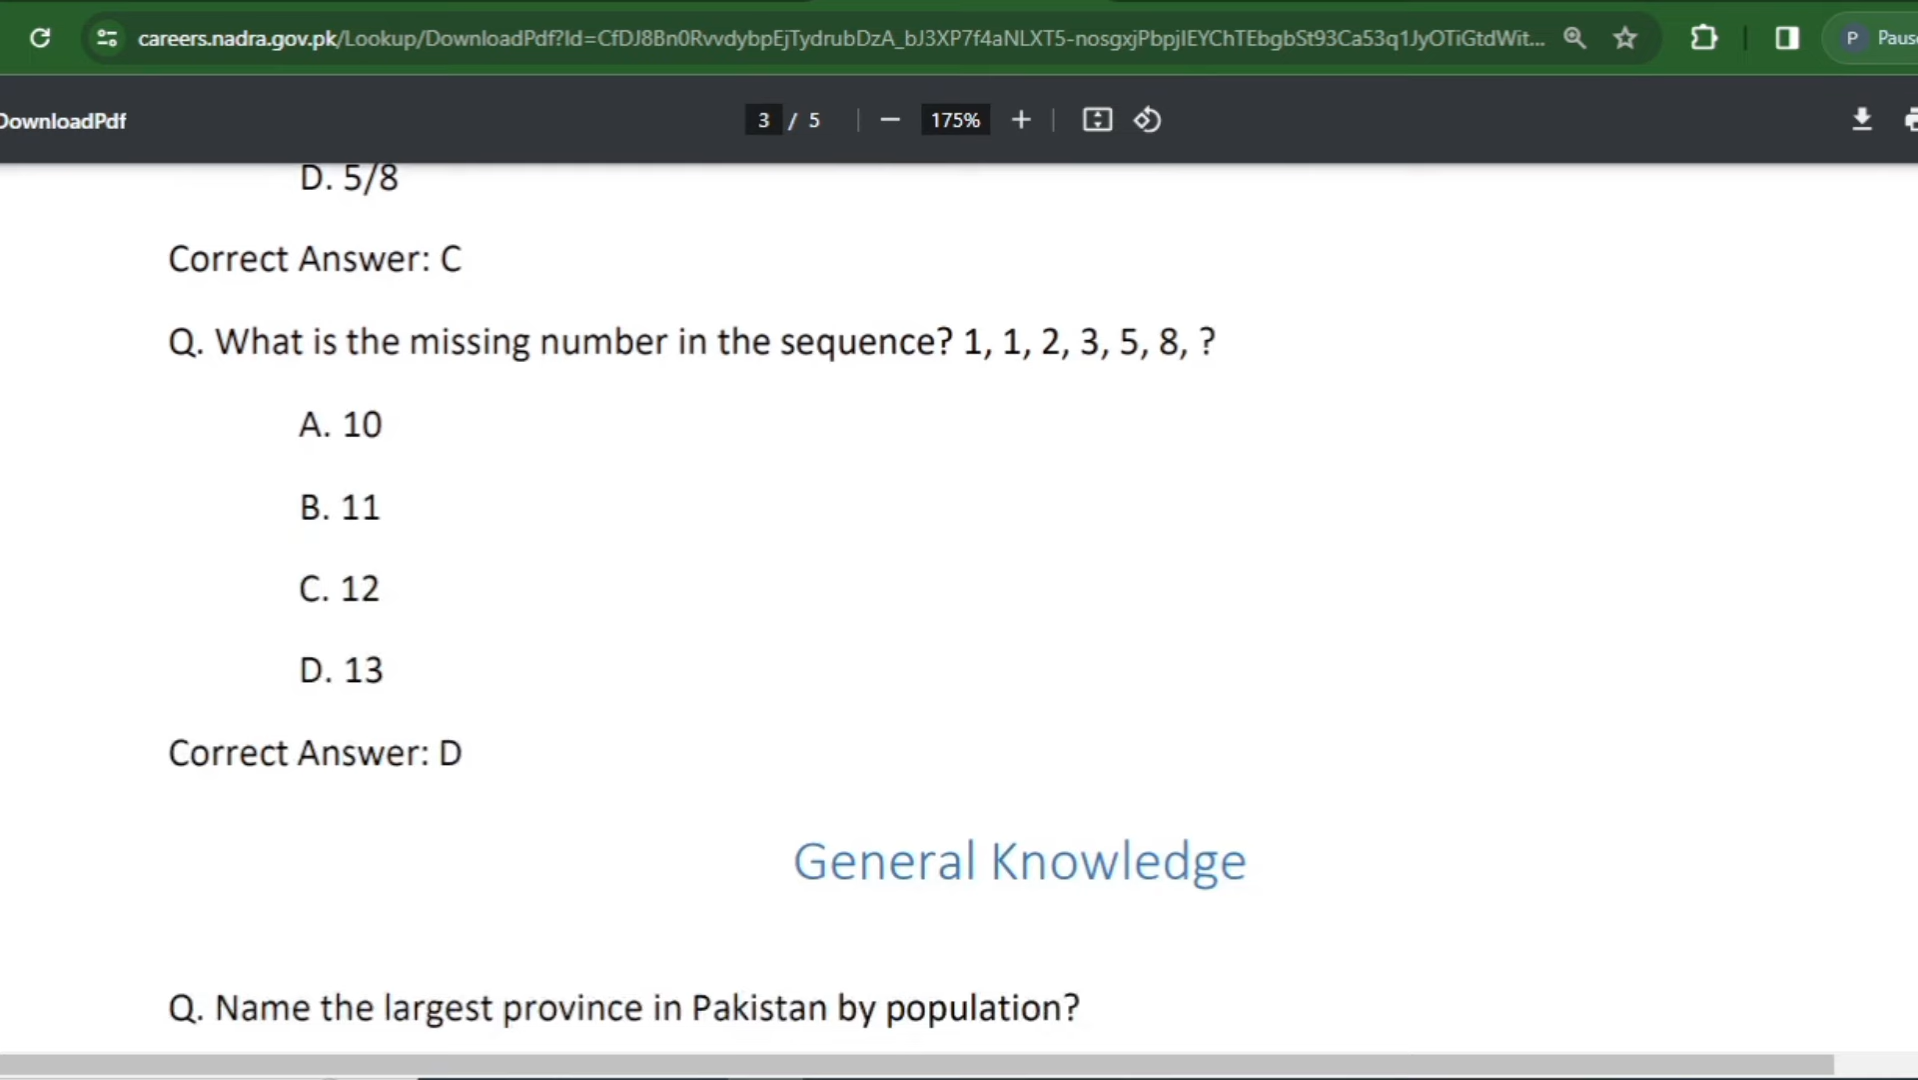 careers.nadra.gov.pk/Lookup/DownloadPdf?Id=CfDJ8Bn0RvvdybpEjTydrubDzA_bJ3XP7f4aNLXT5-nosgxjPbpjIEYChTEbgbSt93Ca53q1JyOTiGtdWit...
P Paus
DownloadPdf 3 / 5 175%
D. 5/8
Correct Answer: C
Q. What is the missing number in the sequence? 1, 1, 2, 3, 5, 8, ?
A. 10
B. 11
C. 12
D. 13
Correct Answer: D
General Knowledge
Q. Name the largest province in Pakistan by population?